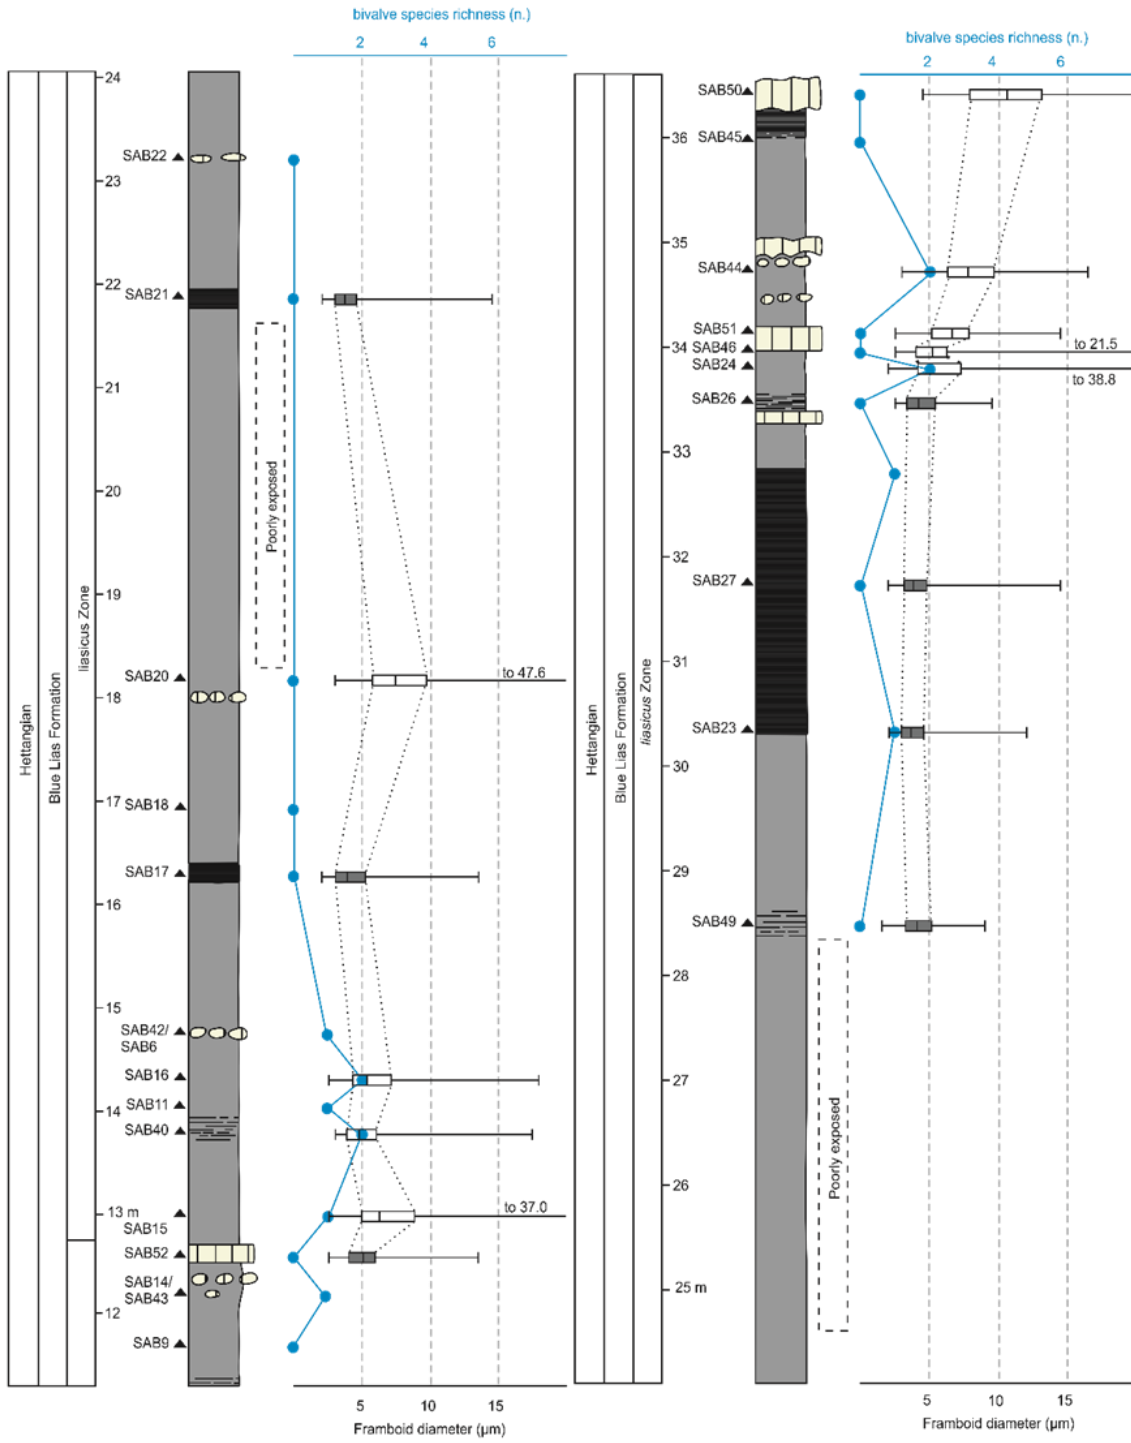 bivalve species richness (n.)
2 4 6
Hettangian
Blue Lias Formation
liasicus Zone
24
SAB22
23
22
SAB21
21
Poorly exposed
20
19
SAB20
to 47.6
18
17
SAB18
SAB17
16
15
SAB42/
SAB6
SAB16
SAB11
14
SAB40
13 m
SAB15
to 37.0
SAB52
SAB14/
SAB43
12
SAB9
5 10 15
Framboid diameter (µm)
bivalve species richness (n.)
2 4 6
Hettangian
Blue Lias Formation
liasicus Zone
SAB50
36
SAB45
35
SAB44
SAB51
34
SAB46
to 21.5
SAB24
to 38.8
SAB26
33
32
SAB27
31
SAB23
30
29
SAB49
28
27
Poorly exposed
26
25 m
5 10 15
Framboid diameter (µm)